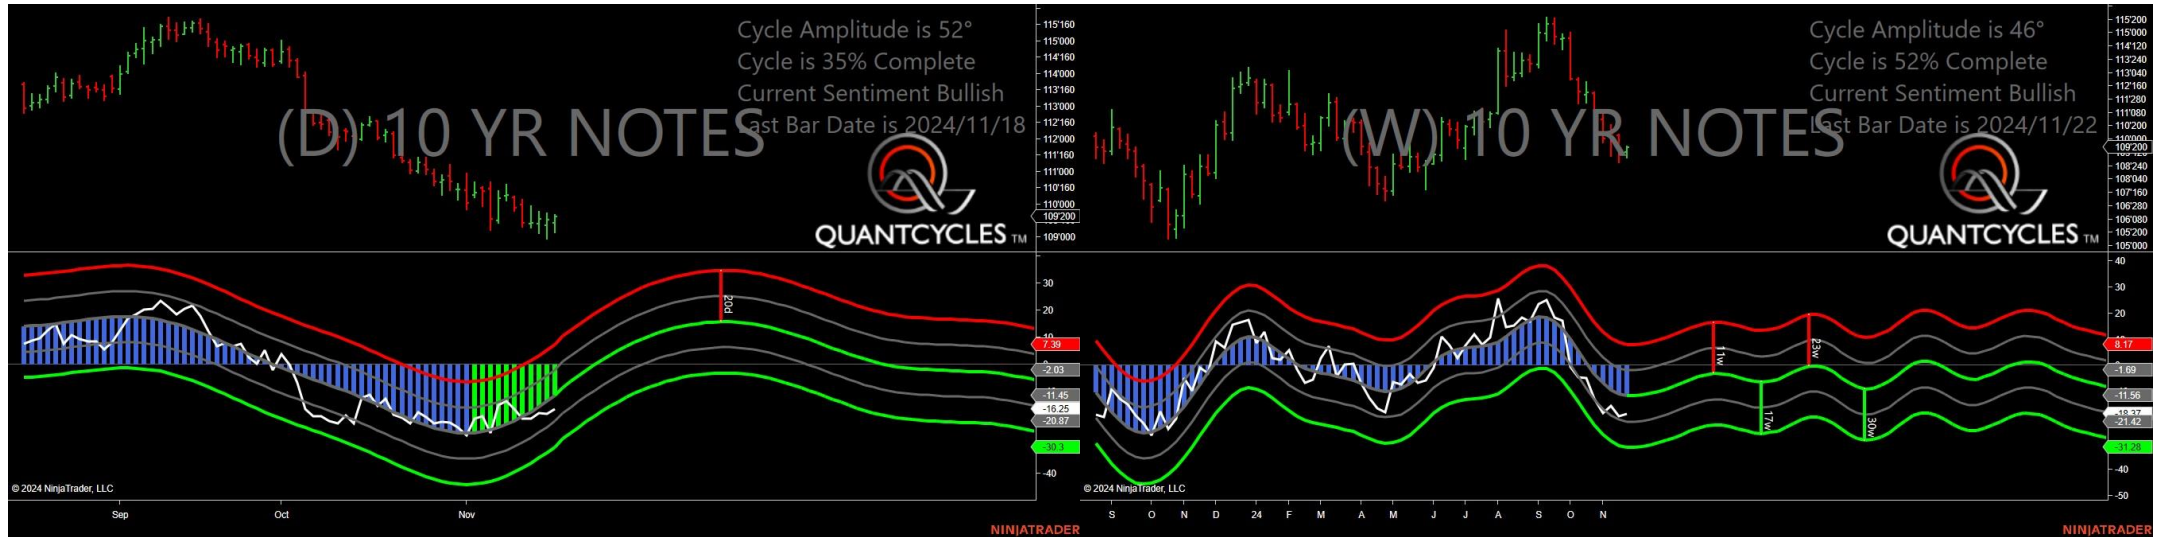 Cycle Amplitude is 52°
Cycle is 35% Complete
Current Sentiment Bullish
Last Bar Date is 2024/11/18
(D) 10 YR NOTES
QUANTCYCLES TM
115'160
115'000
114'160
114'000
113'160
113'000
112'160
112'000
111'160
111'000
110'160
110'000
109'200
109'000
20d
30
20
10
0
7.39
-2.03
-11.45
-16.25
-20.87
-30.3
-40
© 2024 NinjaTrader, LLC
Sep
Oct
Nov
NINJATRADER
Cycle Amplitude is 46°
Cycle is 52% Complete
Current Sentiment Bullish
Last Bar Date is 2024/11/22
(W) 10 YR NOTES
QUANTCYCLES TM
115'200
115'000
114'120
113'240
113'040
112'160
111'280
111'080
110'200
110'000
109'200
108'240
108'040
107'160
106'280
106'080
105'200
105'000
11w
23w
17w
30w
40
30
20
10
8.17
-1.69
-11.56
-18.37
-21.42
-31.28
-40
-50
© 2024 NinjaTrader, LLC
S O N D 24 F M A M J J A S O N
NINJATRADER